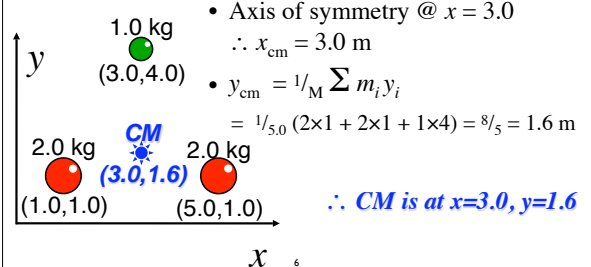 • Axis of symmetry @ x = 3.0
∴ xcm = 3.0 m
• ycm = 1/M Σ miyi
= 1/5.0 (2×1 + 2×1 + 1×4) = 8/5 = 1.6 m
1.0 kg
y
(3.0,4.0)
CM
2.0 kg
2.0 kg
(3.0,1.6)
(1.0,1.0)
(5.0,1.0)
∴ CM is at x=3.0, y=1.6
x
6